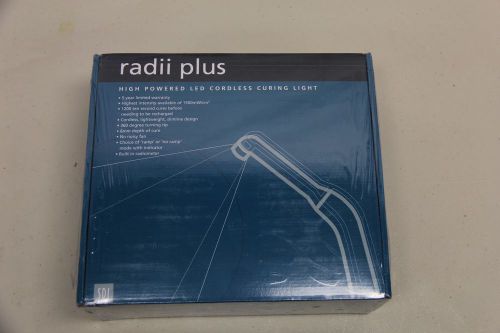 radii plus
HIGH POWERED LED CORDLESS CURING LIGHT
• 5 year limited warranty
• Highest intensity available at 1500mW/cm²
• 1200 ten second cures before
needing to be recharged
• Cordless, lightweight, slimline design
• 360 degree turning tip
• 6mm depth of cure
• No noisy fan
• Choice of 'ramp' or 'no ramp'
mode with indicator
• Built in radiometer
SDI